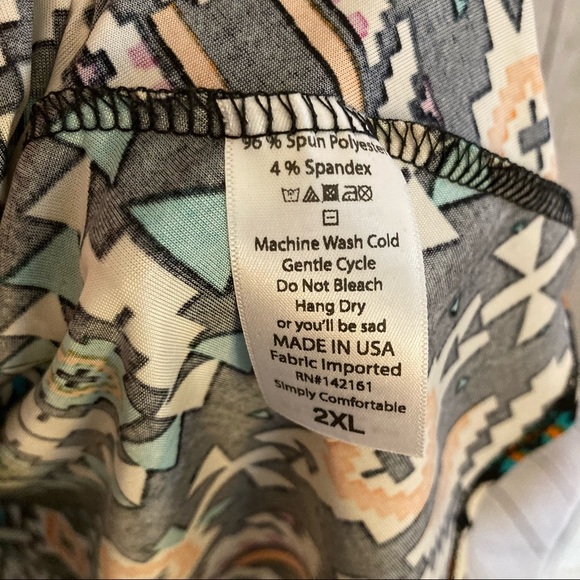 96 % Spun Polyester
4 % Spandex
Machine Wash Cold
Gentle Cycle
Do Not Bleach
Hang Dry
or you'll be sad
MADE IN USA
Fabric Imported
RN#142161
Simply Comfortable
2XL